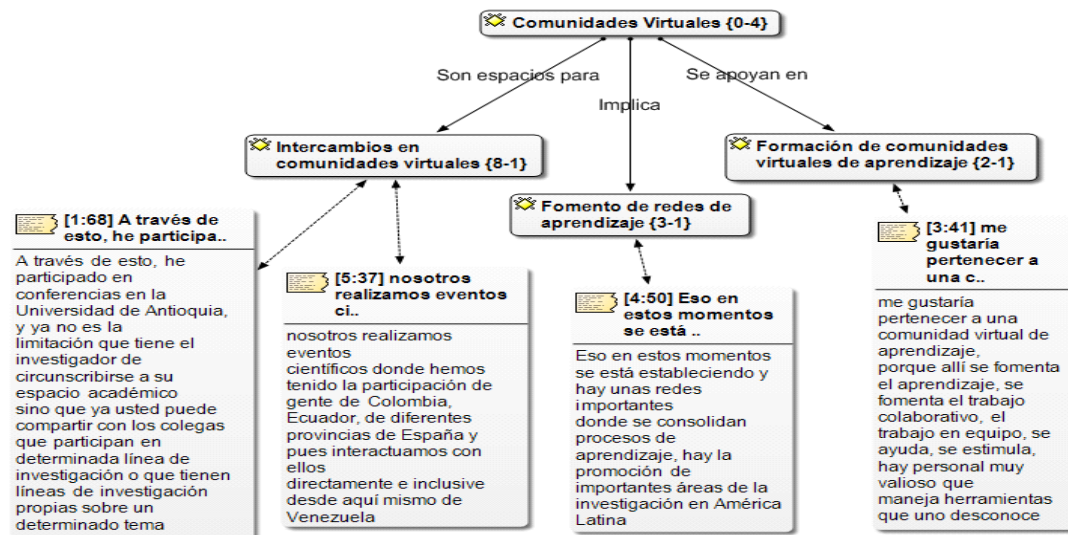 Comunidades Virtuales {0-4}
Son espacios para
Se apoyan en
Implica
Intercambios en
comunidades virtuales {8-1}
Formación de comunidades
virtuales de aprendizaje {2-1}
Fomento de redes de
aprendizaje {3-1}
[1:68] A través de
esto, he participa..
A través de esto, he
participado en
conferencias en la
Universidad de Antioquia,
y ya no es la
limitación que tiene el
investigador de
circunscribirse a su
espacio académico
sino que ya usted puede
compartir con los colegas
que participan en
determinada línea de
investigación o que tienen
líneas de investigación
propias sobre un
determinado tema
[5:37] nosotros
realizamos eventos
ci..
nosotros realizamos
eventos
científicos donde hemos
tenido la participación de
gente de Colombia,
Ecuador, de diferentes
provincias de España y
pues interactuamos con
ellos
directamente e inclusive
desde aquí mismo de
Venezuela
[4:50] Eso en
estos momentos
se está ..
Eso en estos momentos
se está estableciendo y
hay unas redes
importantes
donde se consolidan
procesos de
aprendizaje, hay la
promoción de
importantes áreas de la
investigación en América
Latina
[3:41] me
gustaría
pertenecer a
una c..
me gustaría
pertenecer a una
comunidad virtual de
aprendizaje,
porque allí se fomenta
el aprendizaje, se
fomenta el trabajo
colaborativo, el
trabajo en equipo, se
ayuda, se estimula,
hay personal muy
valioso que
maneja herramientas
que uno desconoce